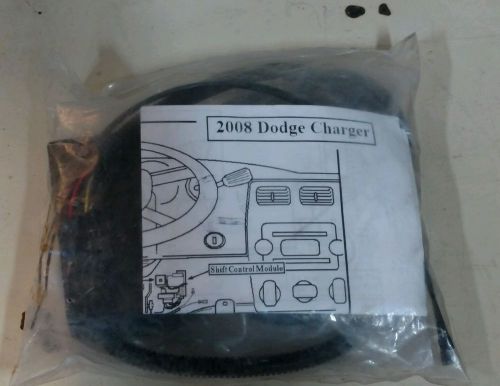 2008 Dodge Charger
Shift Control Module